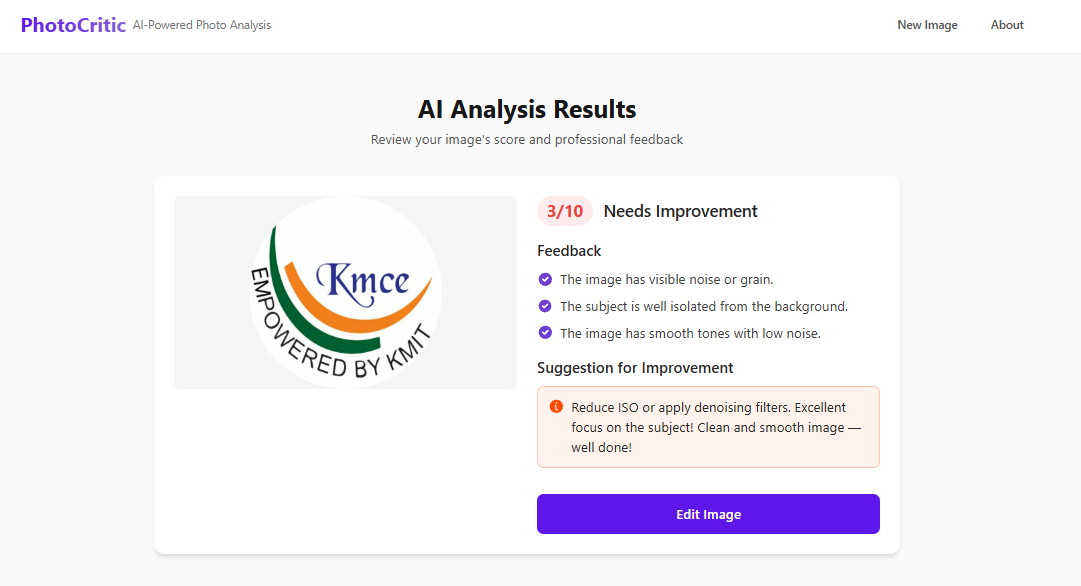 PhotoCritic AI-Powered Photo Analysis
New Image About
AI Analysis Results
Review your image's score and professional feedback
Kmce
EMPOWERED BY KMIT
3/10 Needs Improvement
Feedback
The image has visible noise or grain.
The subject is well isolated from the background.
The image has smooth tones with low noise.
Suggestion for Improvement
Reduce ISO or apply denoising filters. Excellent
focus on the subject! Clean and smooth image —
well done!
Edit Image